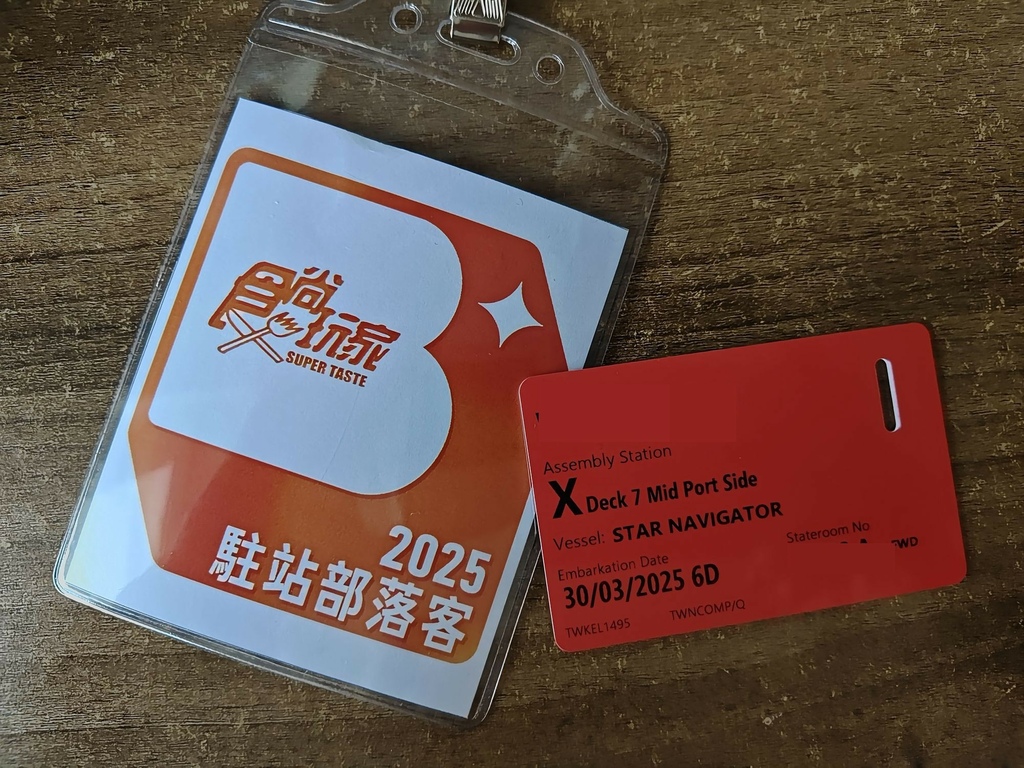 食尚玩家
SUPER TASTE
2025
駐站部落客
Assembly Station
X Deck 7 Mid Port Side
Vessel: STAR NAVIGATOR
Stateroom No
FWD
Embarkation Date
30/03/2025 6D
TWKEL1495 TWNCOMP/Q